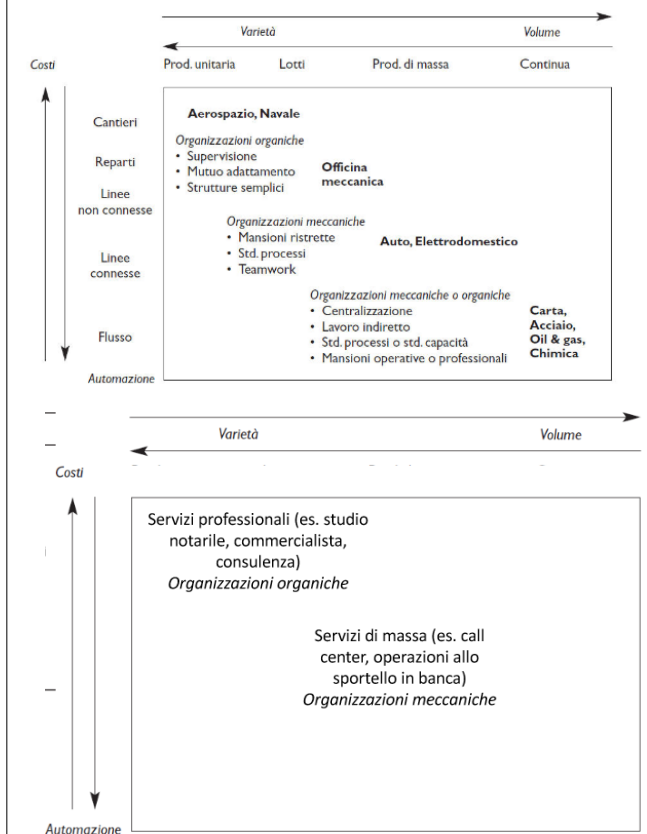 Varietà Volume
Costi Prod. unitaria Lotti Prod. di massa Continua
Cantieri
Aerospazio, Navale
Organizzazioni organiche
Reparti
• Supervisione
• Mutuo adattamento
• Strutture semplici
Officina
meccanica
Linee
non connesse
Organizzazioni meccaniche
• Mansioni ristrette
• Std. processi
• Teamwork
Auto, Elettrodomestico
Linee
connesse
Organizzazioni meccaniche o organiche
• Centralizzazione
• Lavoro indiretto
• Std. processi o std. capacità
• Mansioni operative o professionali
Carta,
Acciaio,
Oil & gas,
Chimica
Flusso
Automazione
Varietà Volume
Costi
Servizi professionali (es. studio
notarile, commercialista,
consulenza)
Organizzazioni organiche
Servizi di massa (es. call
center, operazioni allo
sportello in banca)
Organizzazioni meccaniche
Automazione